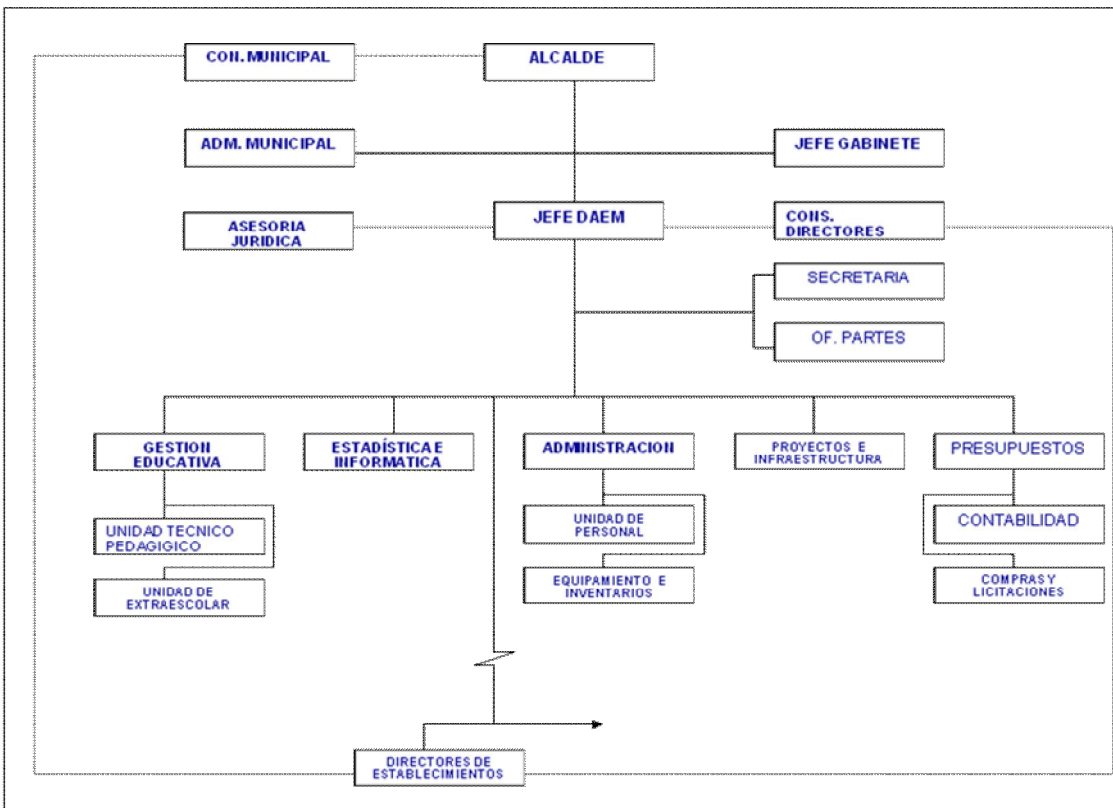 CON. MUNICIPAL
ALCALDE
ADM. MUNICIPAL
JEFE GABINETE
ASESORIA
JURIDICA
JEFE DAEM
CONS.
DIRECTORES
SECRETARIA
OF. PARTES
GESTION
EDUCATIVA
ESTADÍSTICA E
INFORMATICA
ADMINISTRACION
PROYECTOS E
INFRAESTRUCTURA
PRESUPUESTOS
UNIDAD TECNICO
PEDAGIGICO
UNIDAD DE
PERSONAL
CONTABILIDAD
UNIDAD DE
EXTRAESCOLAR
EQUIPAMIENTO E
INVENTARIOS
COMPRAS Y
LICITACIONES
DIRECTORES DE
ESTABLECIMIENTOS